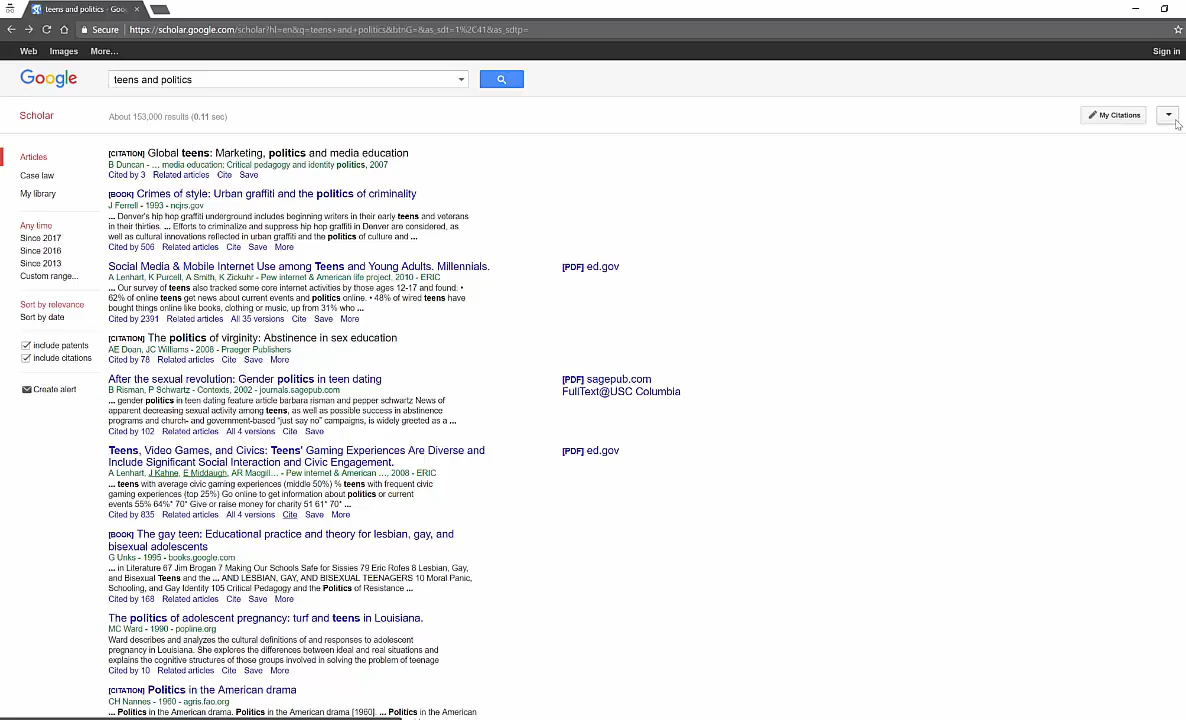 teens and politics - Goo
Secure
https://scholar.google.com/scholar?hl=en&q=teens+and+politics&btnG=&as_sdt=1%2C41&as_sdtp=
Web Images More… Sign in
Google
teens and politics
Scholar
About 153,000 results (0.11 sec)
My Citations
Articles
Case law
My library
Any time
Since 2017
Since 2016
Since 2013
Custom range...
Sort by relevance
Sort by date
include patents
include citations
Create alert
[CITATION] Global teens: Marketing, politics and media education
B Duncan - … media education: Critical pedagogy and identity politics, 2007
Cited by 3 Related articles Cite Save
[BOOK] Crimes of style: Urban graffiti and the politics of criminality
J Ferrell - 1993 - ncjrs.gov
... Denver's hip hop graffiti underground includes beginning writers in their early teens and veterans
in their thirties. ... Efforts to criminalize and suppress hip hop graffiti in Denver are considered, as
well as cultural innovations reflected in urban graffiti and the politics of culture and ...
Cited by 506 Related articles Cite Save More
Social Media & Mobile Internet Use among Teens and Young Adults. Millennials.
[PDF] ed.gov
A Lenhart, K Purcell, A Smith, K Zickuhr - Pew internet & American life project, 2010 - ERIC
... Our survey of teens also tracked some core internet activities by those ages 12-17 and found: •
62% of online teens get news about current events and politics online. • 48% of wired teens have
bought things online like books, clothing or music, up from 31% who ...
Cited by 2391 Related articles All 35 versions Cite Save More
[CITATION] The politics of virginity: Abstinence in sex education
AE Doan, JC Williams - 2008 - Praeger Publishers
Cited by 78 Related articles Cite Save More
After the sexual revolution: Gender politics in teen dating
[PDF] sagepub.com
B Risman, P Schwartz - Contexts, 2002 - journals.sagepub.com
FullText@USC Columbia
... gender politics in teen dating feature article barbara risman and pepper schwartz News of
apparent decreasing sexual activity among teens, as well as possible success in abstinence
programs and church- and government-based "just say no" campaigns, is widely greeted as a ...
Cited by 102 Related articles All 4 versions Cite Save
Teens, Video Games, and Civics: Teens' Gaming Experiences Are Diverse and
[PDF] ed.gov
Include Significant Social Interaction and Civic Engagement.
A Lenhart, J Kahne, E Middaugh, AR Macgill… - Pew internet & American …, 2008 - ERIC
... teens with average civic gaming experiences (middle 50%) % teens with frequent civic
gaming experiences (top 25%) Go online to get information about politics or current
events 55% 64%* 70* Give or raise money for charity 51 61* 70* ...
Cited by 835 Related articles All 4 versions Cite Save More
[BOOK] The gay teen: Educational practice and theory for lesbian, gay, and
bisexual adolescents
G Unks - 1995 - books.google.com
... in Literature 67 Jim Brogan 7 Making Our Schools Safe for Sissies 79 Eric Rofes 8 Lesbian, Gay,
and Bisexual Teens and the ... AND LESBIAN, GAY, AND BISEXUAL TEENAGERS 10 Moral Panic,
Schooling, and Gay Identity 105 Critical Pedagogy and the Politics of Resistance ...
Cited by 168 Related articles Cite Save More
The politics of adolescent pregnancy: turf and teens in Louisiana.
MC Ward - 1990 - popline.org
Ward describes and analyzes the cultural definitions of and responses to adolescent
pregnancy in Louisiana. She explores the differences between ideal and real situations and
explains the cognitive structures of those groups involved in solving the problem of teenage
Cited by 10 Related articles Cite Save More
[CITATION] Politics in the American drama
CH Nannes - 1960 - agris.fao.org
... Politics in the American drama. Politics in the American drama [1960]. ... Politics in the American